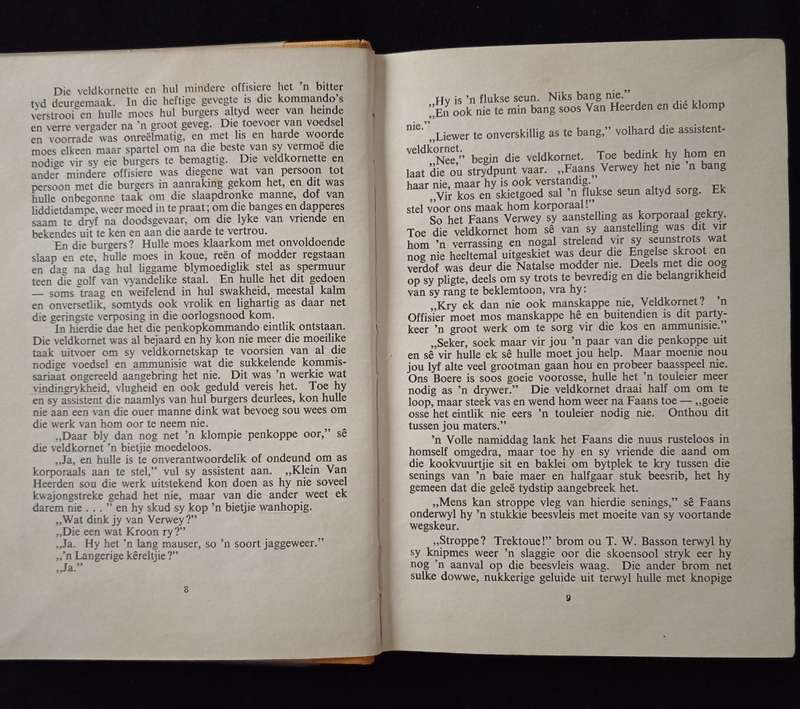 Die veldkornette en hul mindere offisiere het 'n bitter
tyd deurgemaak. In die heftige gevegte is die kommando's
verstrooi en hulle moes hul burgers altyd weer van heinde
en verre vergader na 'n groot geveg. Die toevoer van voedsel
en voorrade was onreëlmatig, en met lis en harde woorde
moes elkeen maar spartel om na die beste van sy vermoë die
nodige vir sy eie burgers te bemagtig. Die veldkornette en
ander mindere offisiere was diegene wat van persoon tot
persoon met die burgers in aanraking gekom het, en dit was
hulle onbegonne taak om die slaapdronke manne, dof van
liddietdampe, weer moed in te praat; om die banges en dapperes
saam te dryf na doodsgevaar, om die lyke van vriende en
bekendes uit te ken en aan die aarde te vertrou.
En die burgers? Hulle moes klaarkom met onvoldoende
slaap en ete, hulle moes in koue, reën of modder regstaan
en dag na dag hul liggame blymoediglik stel as spermuur
teen die golf van vyandelike staal. En hulle het dit gedoen
— soms traag en weifelend in hul swakheid, meestal kalm
en onversetlik, somtyds ook vrolik en lighartig as daar net
die geringste verposing in die oorlogsnood kom.
In hierdie dae het die penkopkommando eintlik ontstaan.
Die veldkornet was al bejaard en hy kon nie meer die moeilike
taak uitvoer om sy veldkornetskap te voorsien van al die
nodige voedsel en ammunisie wat die sukkelende kommis-
sariaat ongereeld aangebring het nie. Dit was 'n werkie wat
vindingrykheid, vlugheid en ook geduld vereis het. Toe hy
en sy assistent die naamlys van hul burgers deurlees, kon hulle
nie aan een van die ouer manne dink wat bevoeg sou wees om
die werk van hom oor te neem nie.
„Daar bly dan nog net 'n klompie penkoppe oor,” sê
die veldkornet 'n bietjie moedeloos.
„Ja, en hulle is te onverantwoordelik of ondeund om as
korporaals aan te stel,” vul sy assistent aan. „Klein Van
Heerden sou die werk uitstekend kon doen as hy nie soveel
kwajongstreke gehad het nie, maar van die ander weet ek
darem nie . . . ” en hy skud sy kop 'n bietjie wanhopig.
„Wat dink jy van Verwey?”
„Die een wat Kroon ry?”
„Ja. Hy het 'n lang mauser, so 'n soort jaggeweer.”
„'n Langerige kêreltjie?”
„Ja.”
8
„Hy is 'n flukse seun. Niks bang nie.”
„En ook nie te min bang soos Van Heerden en dié klomp
nie.”
„Liewer te onverskillig as te bang,” volhard die assistent-
veldkornet.
„Nee,” begin die veldkornet. Toe bedink hy hom en
laat die ou strydpunt vaar. „Faans Verwey het nie 'n bang
haar nie, maar hy is ook verstandig.”
„Vir kos en skietgoed sal 'n flukse seun altyd sorg. Ek
stel voor ons maak hom korporaal!”
So het Faans Verwey sy aanstelling as korporaal gekry.
Toe die veldkornet hom sê van sy aanstelling was dit vir
hom 'n verrassing en nogal strelend vir sy seunstrots wat
nog nie heeltemal uitgeskiet was deur die Engelse skroot en
verdof was deur die Natalse modder nie. Deels met die oog
op sy pligte, deels om sy trots te bevredig en die belangrikheid
van sy rang te beklemtoon, vra hy:
„Kry ek dan nie ook manskappe nie, Veldkornet? 'n
Offisier moet mos manskappe hê en buitendien is dit party-
keer 'n groot werk om te sorg vir die kos en ammunisie.”
„Seker, soek maar vir jou 'n paar van die penkoppe uit
en sê vir hulle ek sê hulle moet jou help. Maar moenie nou
jou lyf alte veel grootman gaan hou en probeer baasspeel nie.
Ons Boere is soos goeie voorosse, hulle het 'n touleier meer
nodig as 'n drywer.” Die veldkornet draai half om om te
loop, maar steek vas en wend hom weer na Faans toe — „goeie
osse het eintlik nie eers 'n touleier nodig nie. Onthou dit
tussen jou maters.”
'n Volle namiddag lank het Faans die nuus rusteloos in
homself omgedra, maar toe hy en sy vriende die aand om
die kookvuurtjie sit en baklei om bytplek te kry tussen die
senings van 'n baie maer en halfgaar stuk beesrib, het hy
gemeen dat die geleë tydstip aangebreek het.
„Mens kan stroppe vleg van hierdie senings,” sê Faans
onderwyl hy 'n stukkie beesvleis met moeite van sy voortande
wegskeur.
„Stroppe? Trektoue!” brom ou T. W. Basson terwyl hy
sy knipmes weer 'n slaggie oor die skoensool stryk eer hy
nog 'n aanval op die beesvleis waag. Die ander brom net
sulke dowwe, nukkerige geluide uit terwyl hulle met knopige
9